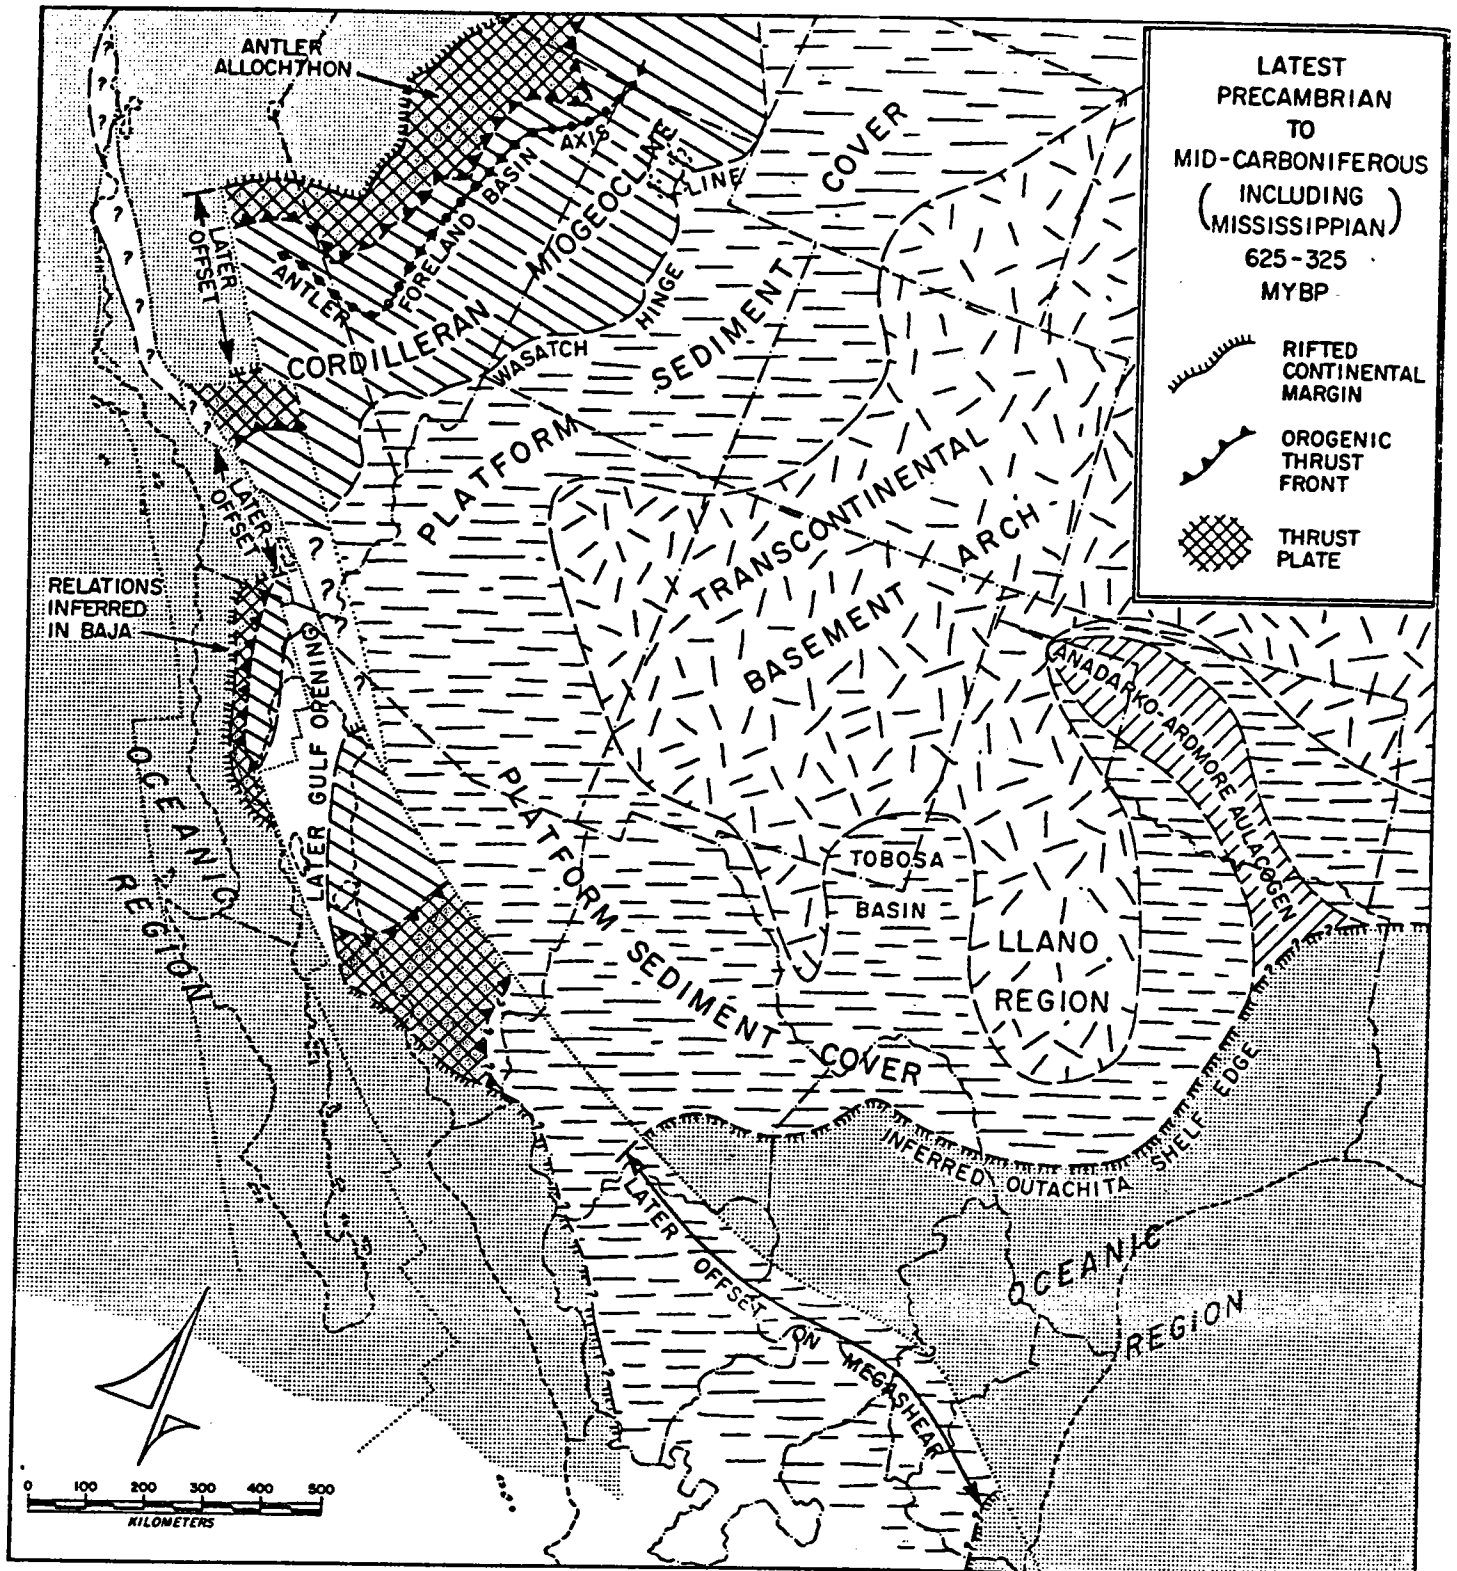 ANTLER
ALLOCHTHON
LATEST
PRECAMBRIAN
TO
MID-CARBONIFEROUS
(INCLUDING
MISSISSIPPIAN)
625-325
MYBP
RIFTED
CONTINENTAL
MARGIN
OROGENIC
THRUST
FRONT
THRUST
PLATE
LATER
OFFSET
ANTLER
FORELAND BASIN
AXIS
CORDILLERAN
MIOGEOCLINE
WASATCH
HINGE
LINE
PLATFORM
SEDIMENT
COVER
LATER
OFFSET
RELATIONS
INFERRED
IN BAJA
TRANSCONTINENTAL
BASEMENT ARCH
ANADARKO-ARDMORE AULACOGEN
LATER GULF OPENING
OCEANIC
REGION
PLATFORM
SEDIMENT
COVER
TOBOSA
BASIN
LLANO
REGION
INFERRED OUTACHITA
SHELF EDGE
LATER
OFFSET
ON
MEGASHEAR
OCEANIC
REGION
0 100 200 300 400 500
KILOMETERS